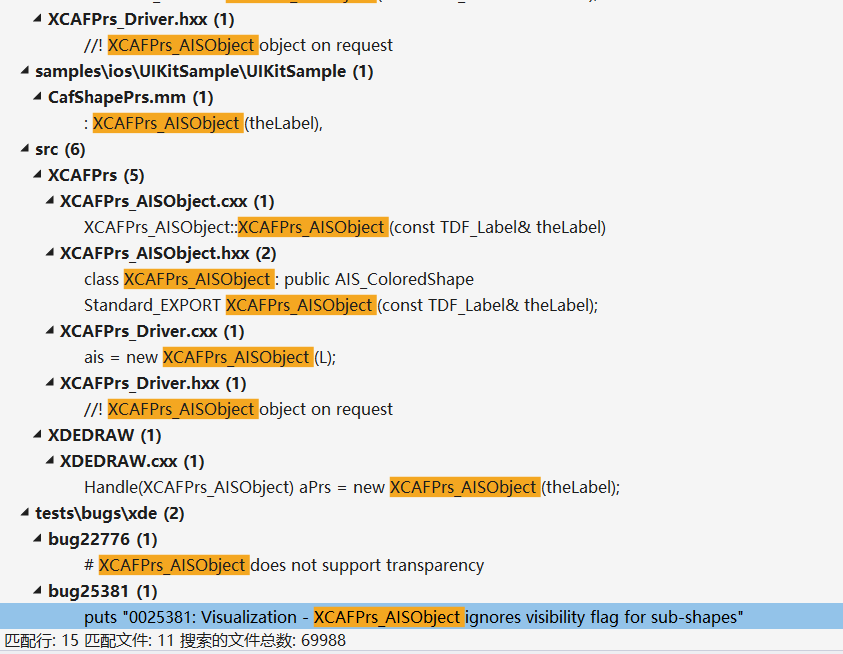 XCAFPrs_Driver.hxx (1)
//! XCAFPrs_AISObject object on request
samples\ios\UIKitSample\UIKitSample (1)
CafShapePrs.mm (1)
: XCAFPrs_AISObject (theLabel),
src (6)
XCAFPrs (5)
XCAFPrs_AISObject.cxx (1)
XCAFPrs_AISObject::XCAFPrs_AISObject (const TDF_Label& theLabel)
XCAFPrs_AISObject.hxx (2)
class XCAFPrs_AISObject : public AIS_ColoredShape
Standard_EXPORT XCAFPrs_AISObject (const TDF_Label& theLabel);
XCAFPrs_Driver.cxx (1)
ais = new XCAFPrs_AISObject (L);
XCAFPrs_Driver.hxx (1)
//! XCAFPrs_AISObject object on request
XDEDRAW (1)
XDEDRAW.cxx (1)
Handle(XCAFPrs_AISObject) aPrs = new XCAFPrs_AISObject (theLabel);
tests\bugs\xde (2)
bug22776 (1)
# XCAFPrs_AISObject does not support transparency
bug25381 (1)
puts "0025381: Visualization - XCAFPrs_AISObject ignores visibility flag for sub-shapes"
匹配行: 15 匹配文件: 11 搜索的文件总数: 69988